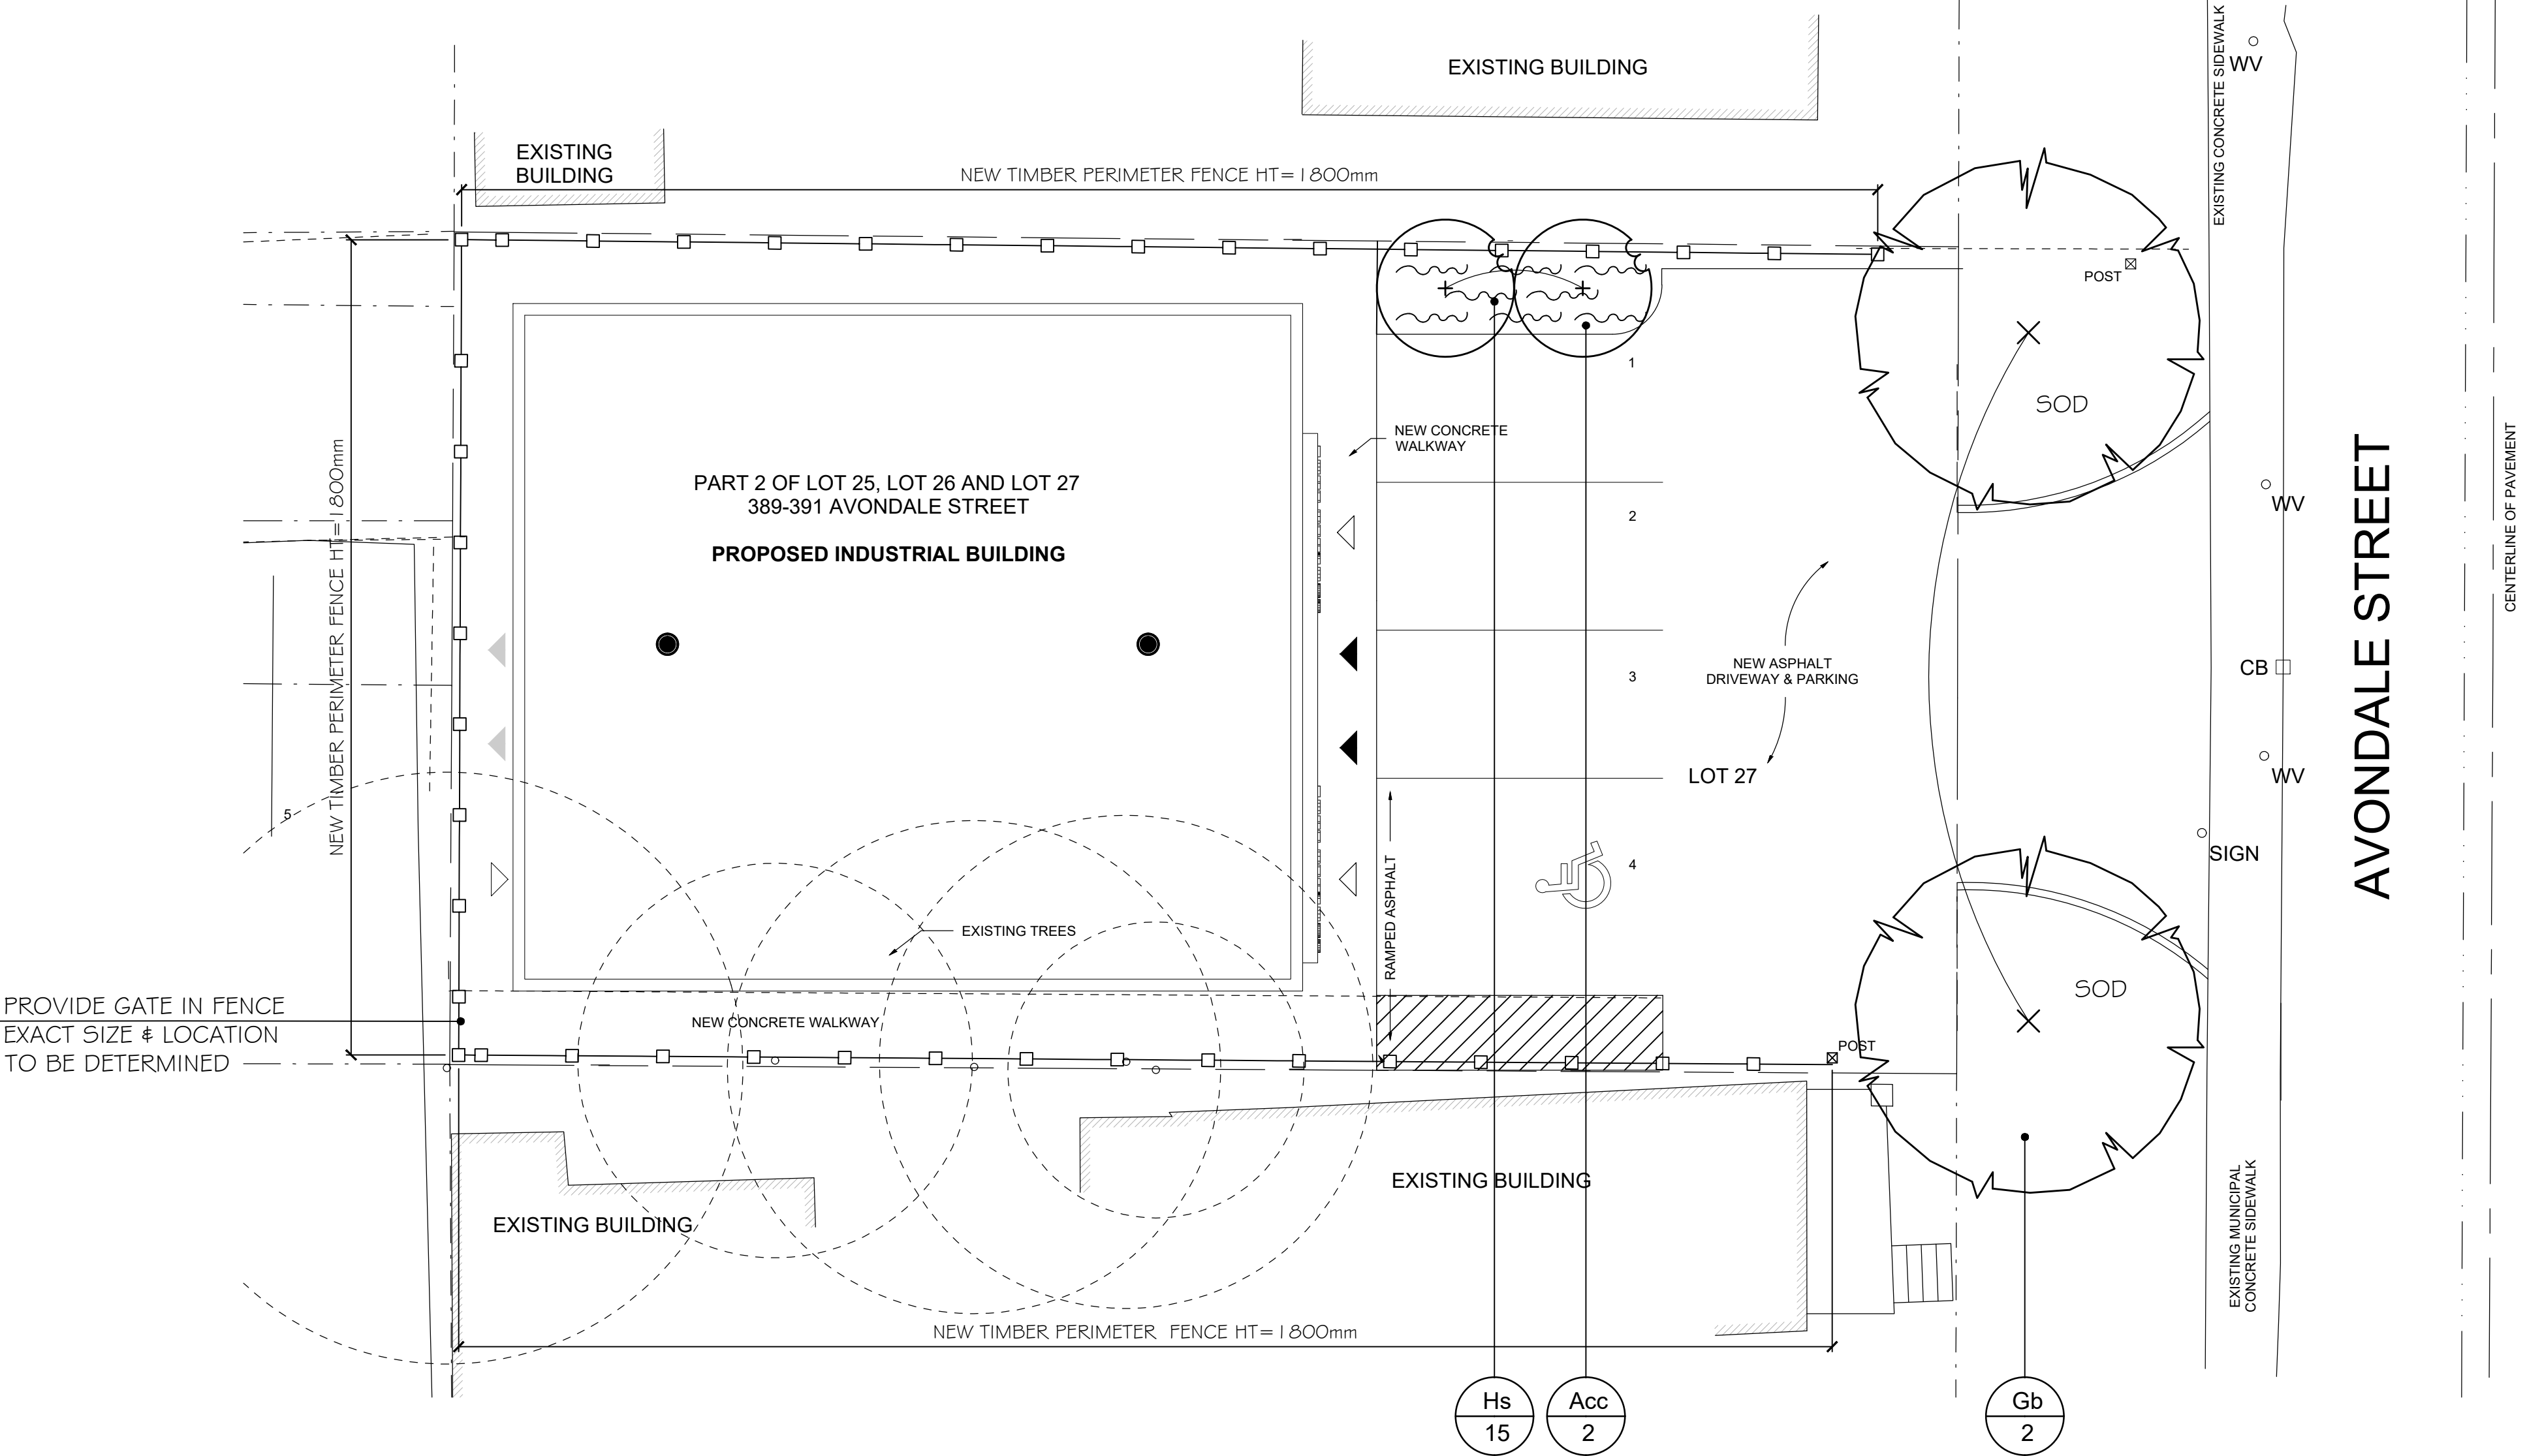 EXISTING BUILDING
EXISTING CONCRETE SIDEWALK
WV
EXISTING
BUILDING
NEW TIMBER PERIMETER FENCE HT=1800mm
POST
SOD
1
NEW CONCRETE
WALKWAY
PART 2 OF LOT 25, LOT 26 AND LOT 27
389-391 AVONDALE STREET
PROPOSED INDUSTRIAL BUILDING
2
WV
NEW TIMBER PERIMETER FENCE HT=1800mm
AVONDALE STREET
CENTERLINE OF PAVEMENT
NEW ASPHALT
DRIVEWAY & PARKING
3
CB
LOT 27
WV
5
4
SIGN
RAMPED ASPHALT
EXISTING TREES
SOD
PROVIDE GATE IN FENCE
EXACT SIZE & LOCATION
TO BE DETERMINED
NEW CONCRETE WALKWAY
POST
EXISTING BUILDING
EXISTING BUILDING
EXISTING MUNICIPAL
CONCRETE SIDEWALK
NEW TIMBER PERIMETER FENCE HT=1800mm
Hs
15
Acc
2
Gb
2